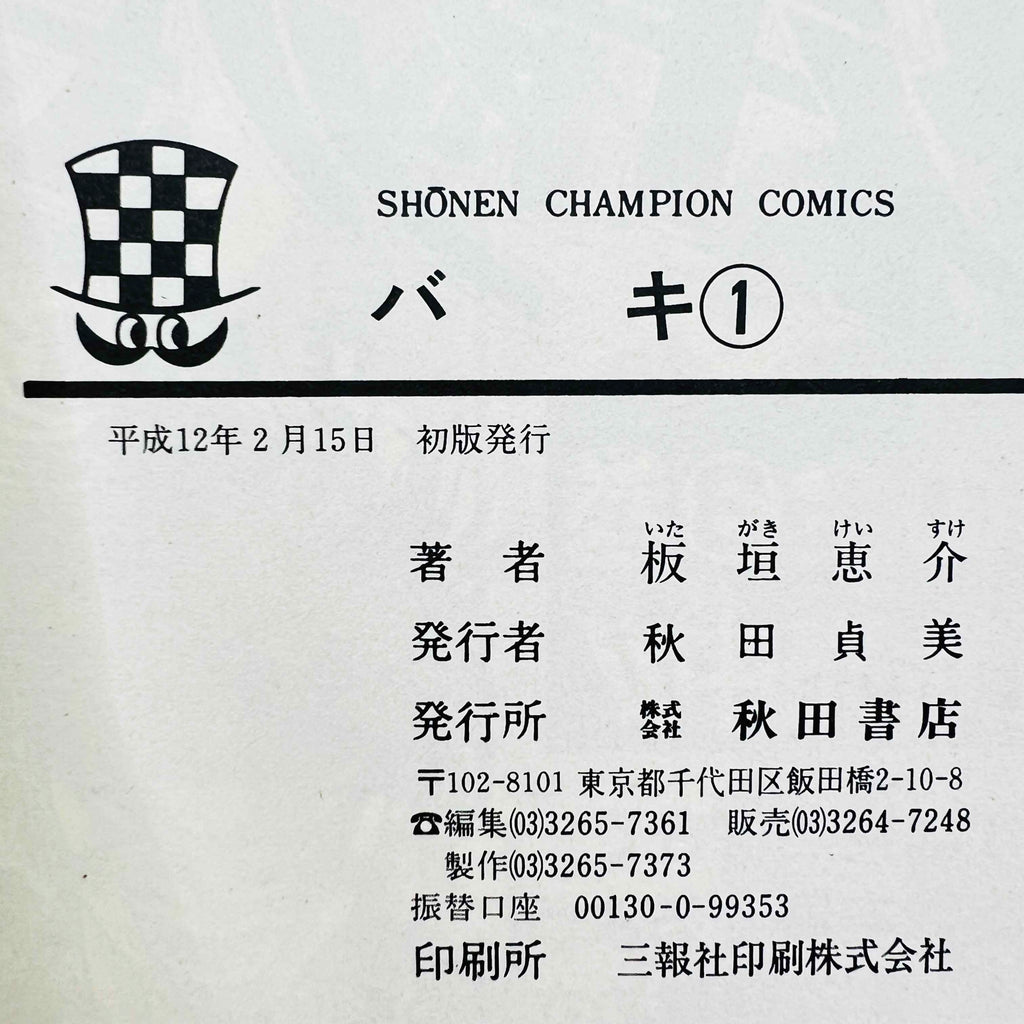 SHŌNEN CHAMPION COMICS
バキ①
平成12年2月15日 初版発行
いた がき けい すけ
著者 板垣恵介
発行者 秋田貞美
発行所 株式会社 秋田書店
〒102-8101 東京都千代田区飯田橋2-10-8
☎編集(03)3265-7361 販売(03)3264-7248
製作(03)3265-7373
振替口座 00130-0-99353
印刷所 三報社印刷株式会社